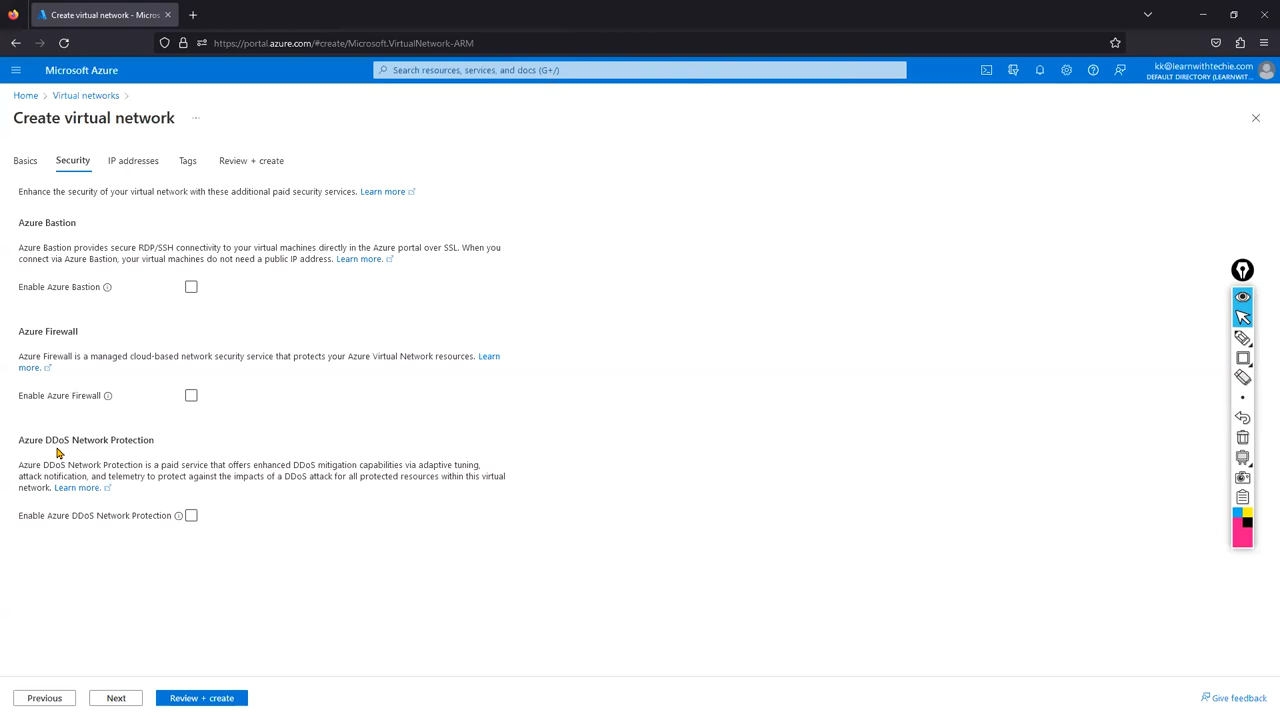 Create virtual network - Micros
https://portal.azure.com/#create/Microsoft.VirtualNetwork-ARM
Microsoft Azure
Search resources, services, and docs (G+/)
kk@learnwithtechie.com
DEFAULT DIRECTORY (LEARNWIT...
Home > Virtual networks >
Create virtual network ...
Basics Security IP addresses Tags Review + create
Enhance the security of your virtual network with these additional paid security services. Learn more
Azure Bastion
Azure Bastion provides secure RDP/SSH connectivity to your virtual machines directly in the Azure portal over SSL. When you
connect via Azure Bastion, your virtual machines do not need a public IP address. Learn more.
Enable Azure Bastion
Azure Firewall
Azure Firewall is a managed cloud-based network security service that protects your Azure Virtual Network resources. Learn
more.
Enable Azure Firewall
Azure DDoS Network Protection
Azure DDoS Network Protection is a paid service that offers enhanced DDoS mitigation capabilities via adaptive tuning,
attack notification, and telemetry to protect against the impacts of a DDoS attack for all protected resources within this virtual
network. Learn more.
Enable Azure DDoS Network Protection
Previous Next Review + create Give feedback